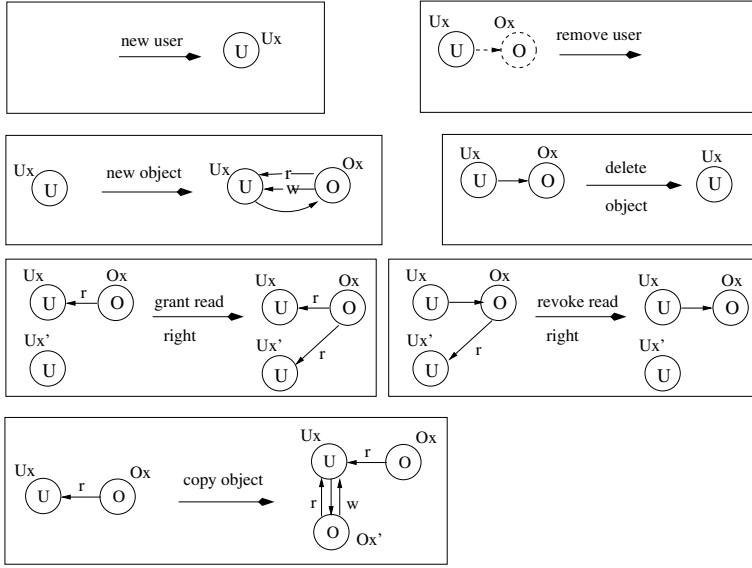 new user
U
Ux
Ux
U
Ox
O
remove user
Ux
U
new object
Ux
U
r
w
Ox
O
Ux
U
Ox
O
delete
object
Ux
U
Ux
U
r
Ox
O
Ux'
U
grant read
right
Ux
U
r
Ox
O
r
Ux'
U
Ux
U
Ox
O
r
Ux'
U
revoke read
right
Ux
U
Ox
O
Ux'
U
Ux
U
r
Ox
O
copy object
Ux
U
r
Ox
O
r
w
O
Ox'